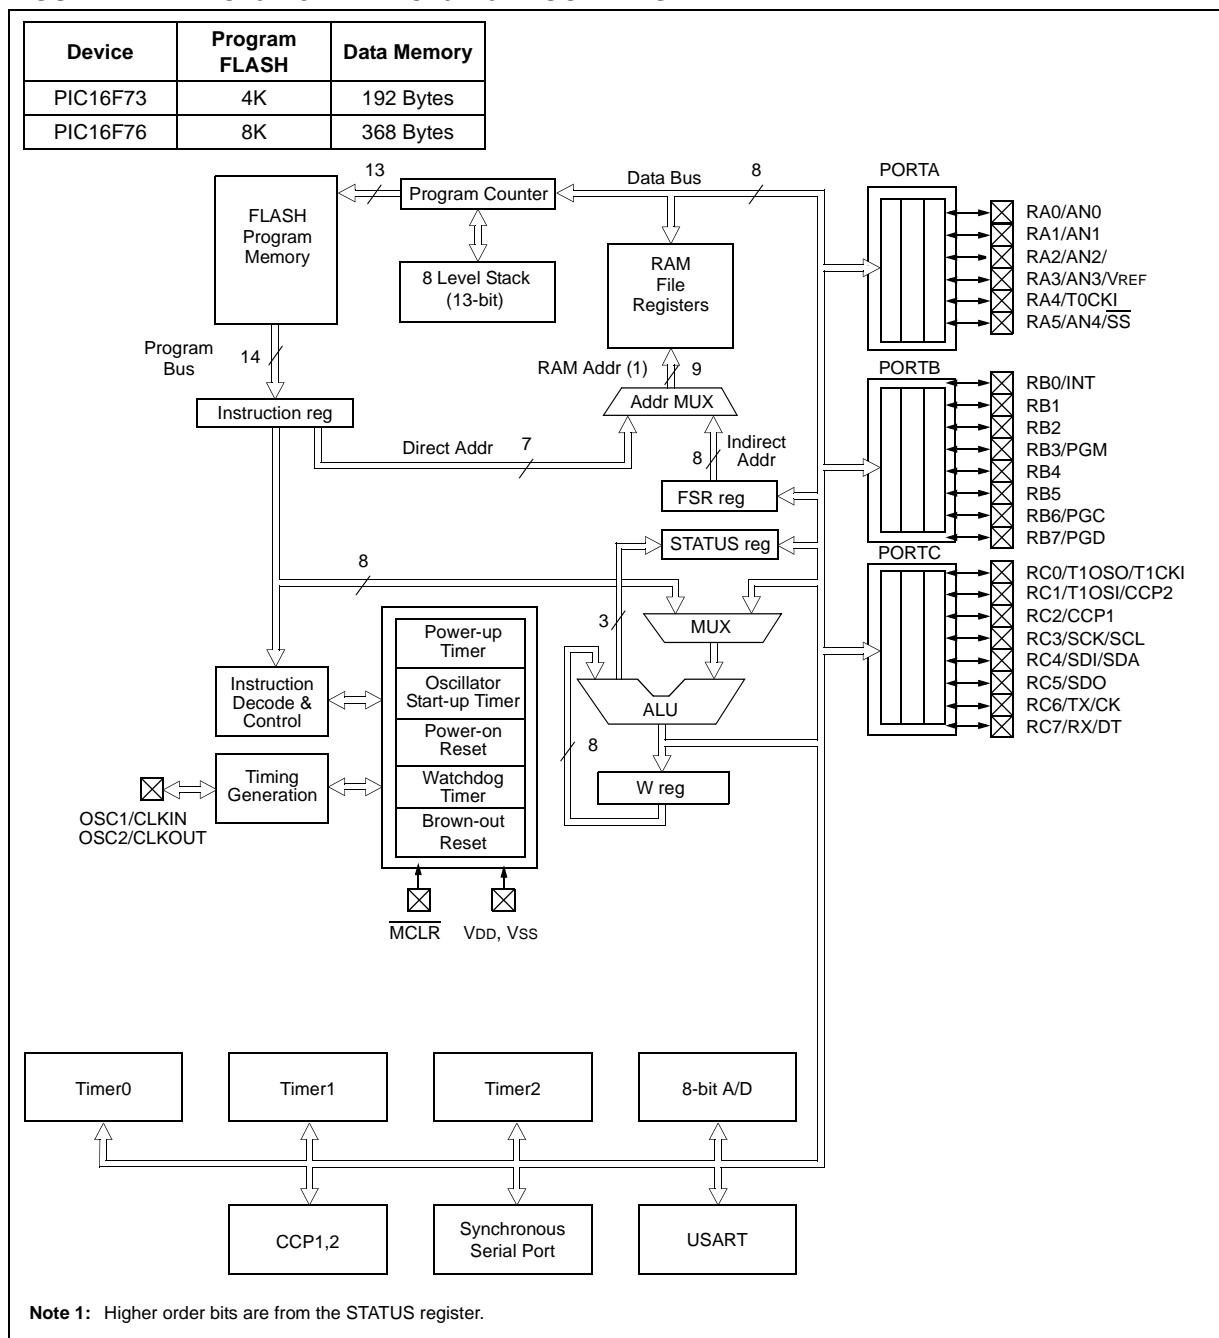 Device
Program
FLASH
Data Memory
PIC16F73
4K
192 Bytes
PIC16F76
8K
368 Bytes
13
Program Counter
Data Bus
8
PORTA
FLASH
Program
Memory
8 Level Stack
(13-bit)
RAM
File
Registers
RA0/AN0
RA1/AN1
RA2/AN2/
RA3/AN3/VREF
RA4/T0CKI
RA5/AN4/SS
Program
Bus
14
RAM Addr (1)
9
PORTB
Instruction reg
Addr MUX
Direct Addr
7
8
Indirect
Addr
FSR reg
RB0/INT
RB1
RB2
RB3/PGM
RB4
RB5
RB6/PGC
RB7/PGD
STATUS reg
PORTC
8
3
MUX
RC0/T1OSO/T1CKI
RC1/T1OSI/CCP2
RC2/CCP1
RC3/SCK/SCL
RC4/SDI/SDA
RC5/SDO
RC6/TX/CK
RC7/RX/DT
Power-up
Timer
Instruction
Decode &
Control
Oscillator
Start-up Timer
ALU
Power-on
Reset
8
Timing
Generation
Watchdog
Timer
W reg
OSC1/CLKIN
OSC2/CLKOUT
Brown-out
Reset
MCLR
VDD, VSS
Timer0
Timer1
Timer2
8-bit A/D
CCP1,2
Synchronous
Serial Port
USART
Note 1: Higher order bits are from the STATUS register.